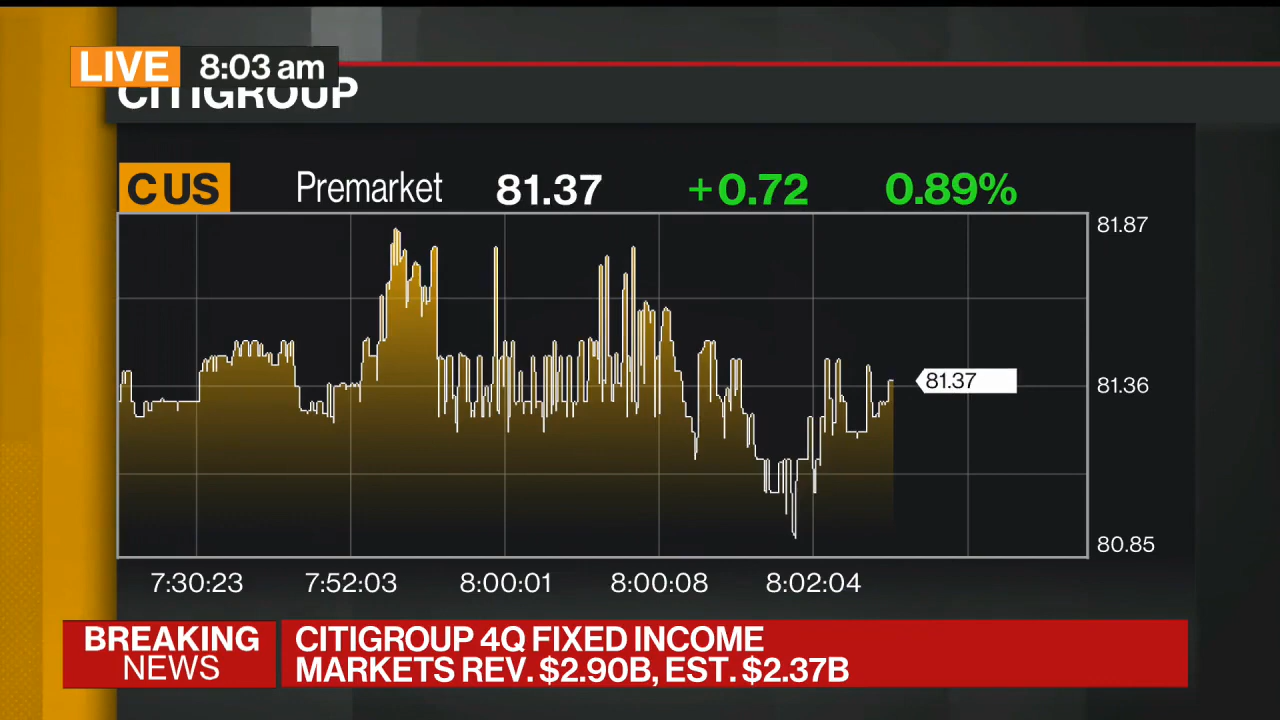 LIVE 8:03 am
CITIGROUP
C US Premarket 81.37 +0.72 0.89%
81.87
81.37
81.36
80.85
7:30:23 7:52:03 8:00:01 8:00:08 8:02:04
BREAKING
NEWS
CITIGROUP 4Q FIXED INCOME
MARKETS REV. $2.90B, EST. $2.37B